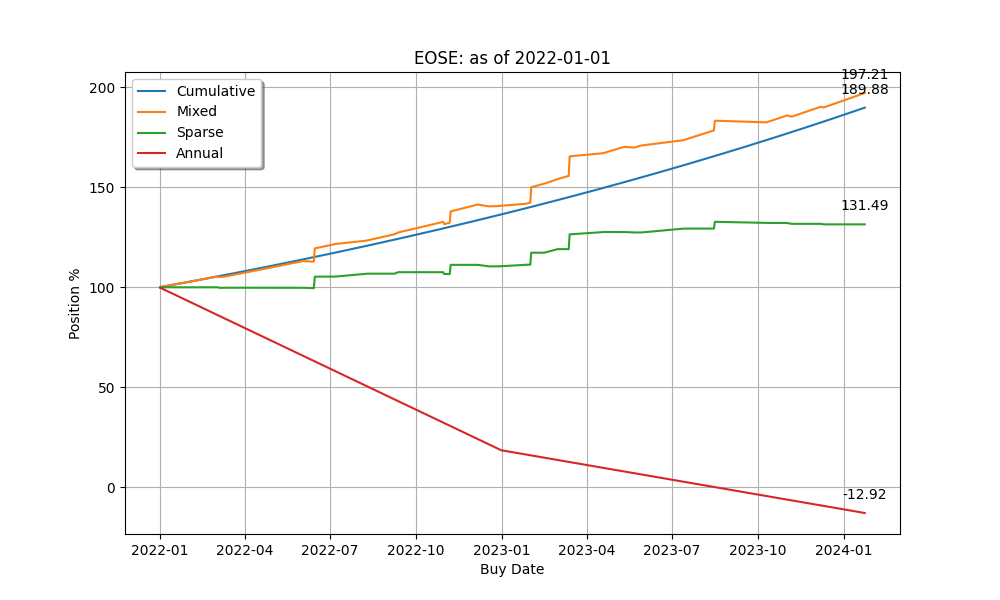 EOSE: as of 2022-01-01
Cumulative
Mixed
Sparse
Annual
197.21
189.88
131.49
-12.92
200
150
100
50
0
Position %
2022-01
2022-04
2022-07
2022-10
2023-01
2023-04
2023-07
2023-10
2024-01
Buy Date